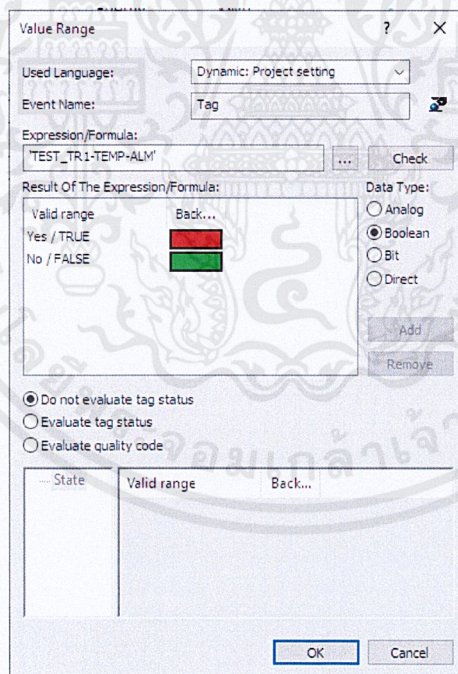 Value Range ? ×
Used Language: Dynamic: Project setting
Event Name: Tag
Expression/Formula:
'TEST_TR1-TEMP-ALM' ... Check
Result Of The Expression/Formula: Data Type:
Valid range Back... Analog
Yes / TRUE Boolean
No / FALSE Bit
Direct
Add
Remove
Do not evaluate tag status
Evaluate tag status
Evaluate quality code
State Valid range Back...
OK Cancel